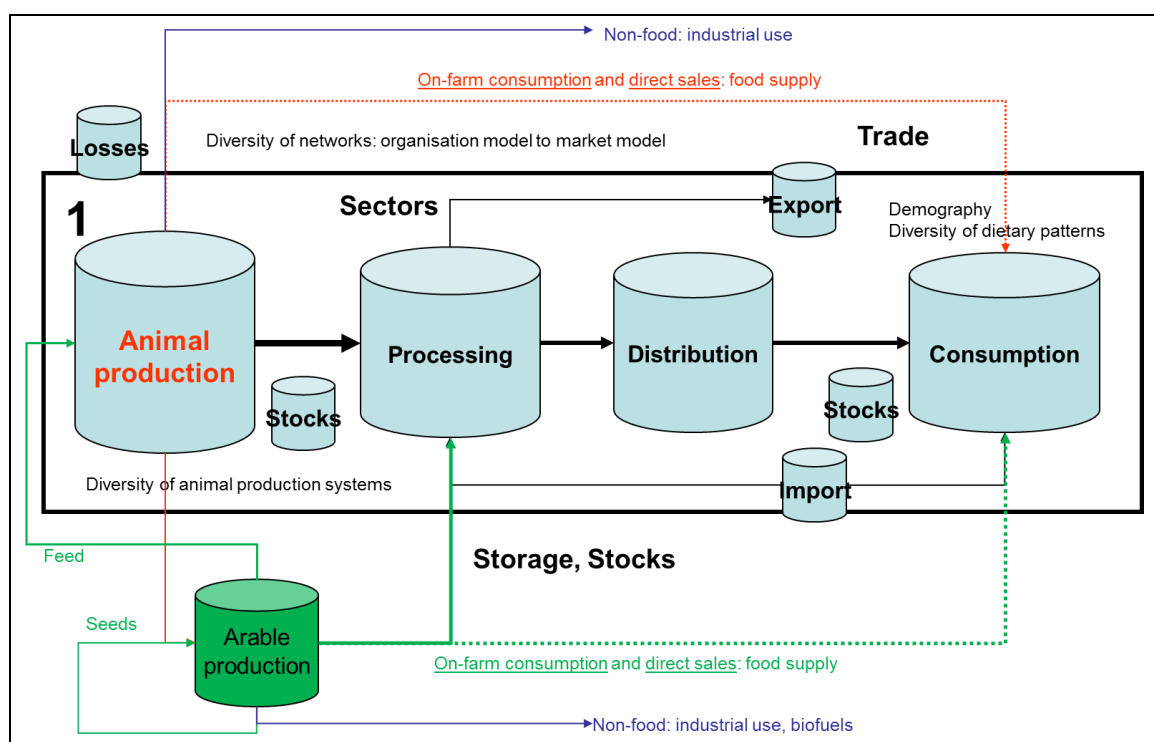 Non-food: industrial use
On-farm consumption and direct sales: food supply
Losses
Diversity of networks: organisation model to market model
Trade
1
Sectors
Export
Demography
Diversity of dietary patterns
Animal
production
Processing
Distribution
Consumption
Stocks
Stocks
Diversity of animal production systems
Import
Feed
Storage, Stocks
Seeds
Arable
production
On-farm consumption and direct sales: food supply
Non-food: industrial use, biofuels